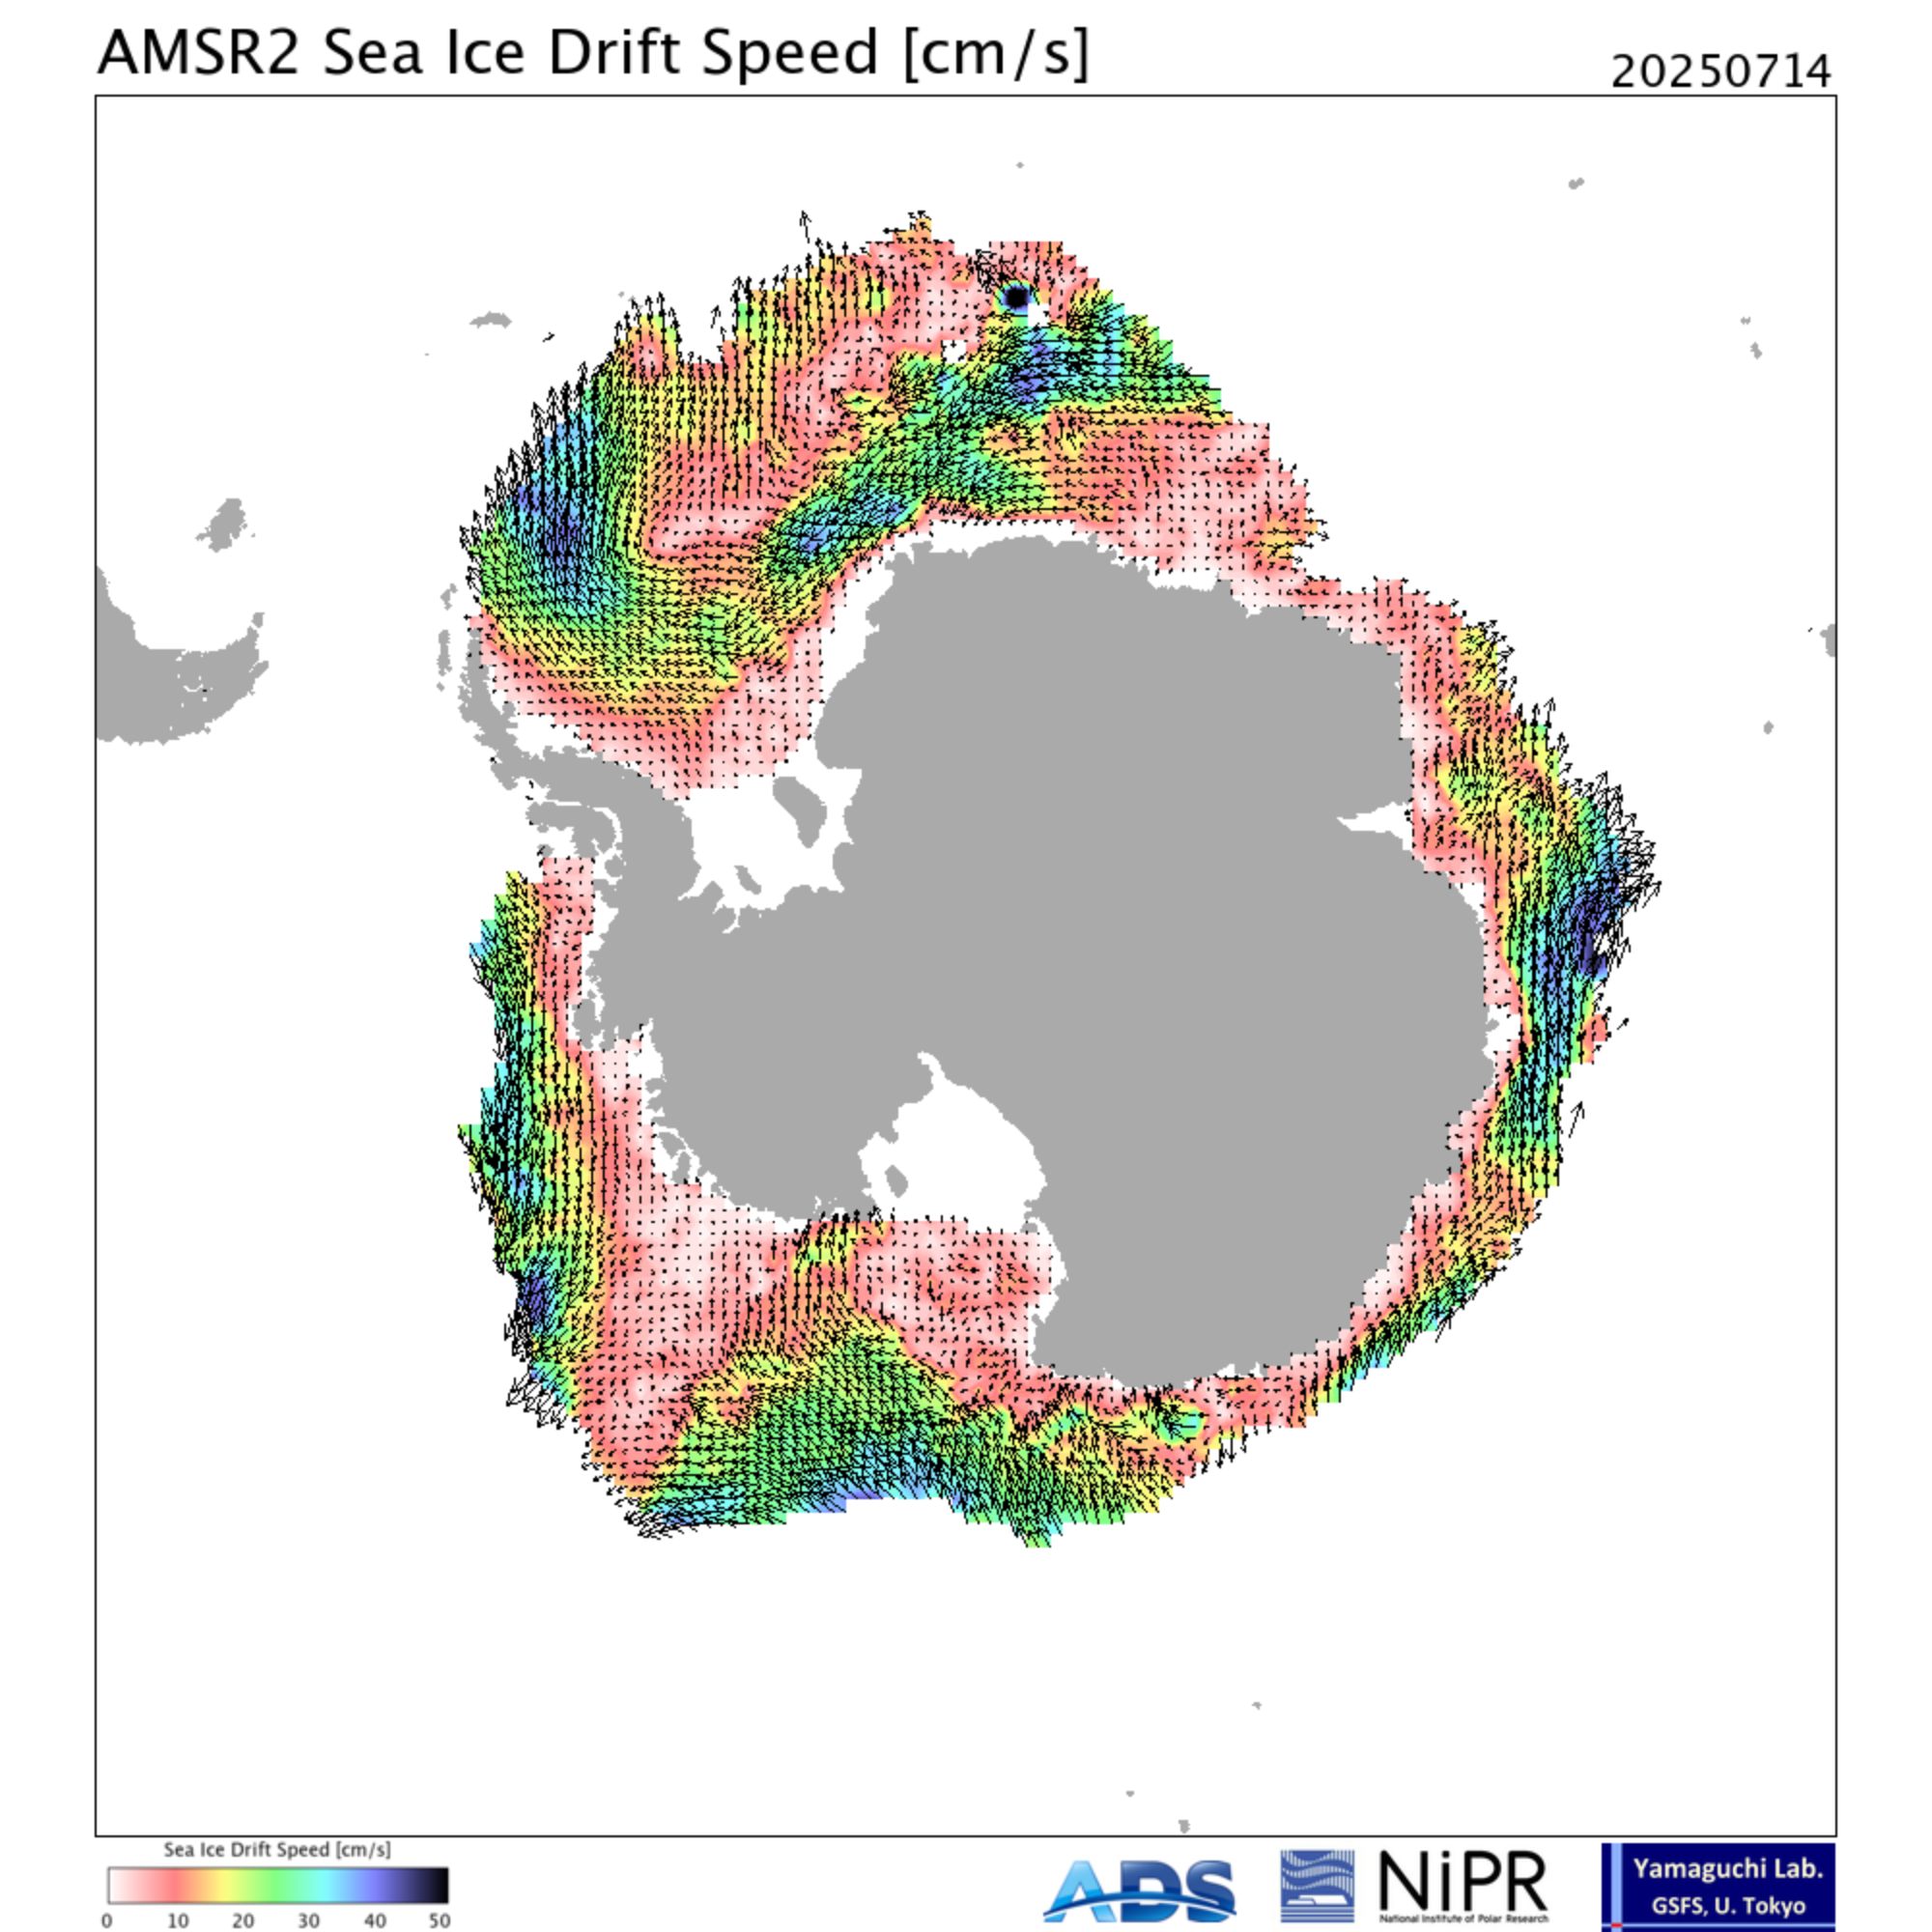 AMSR2 Sea Ice Drift Speed [cm/s]
20250714
Sea Ice Drift Speed [cm/s]
0 10 20 30 40 50
ADS
NiPR
National Institute of Polar Research
Yamaguchi Lab.
GSFS, U. Tokyo